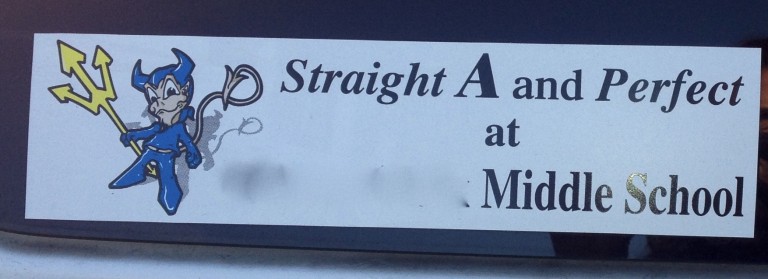 Straight A and Perfect
at
Middle School